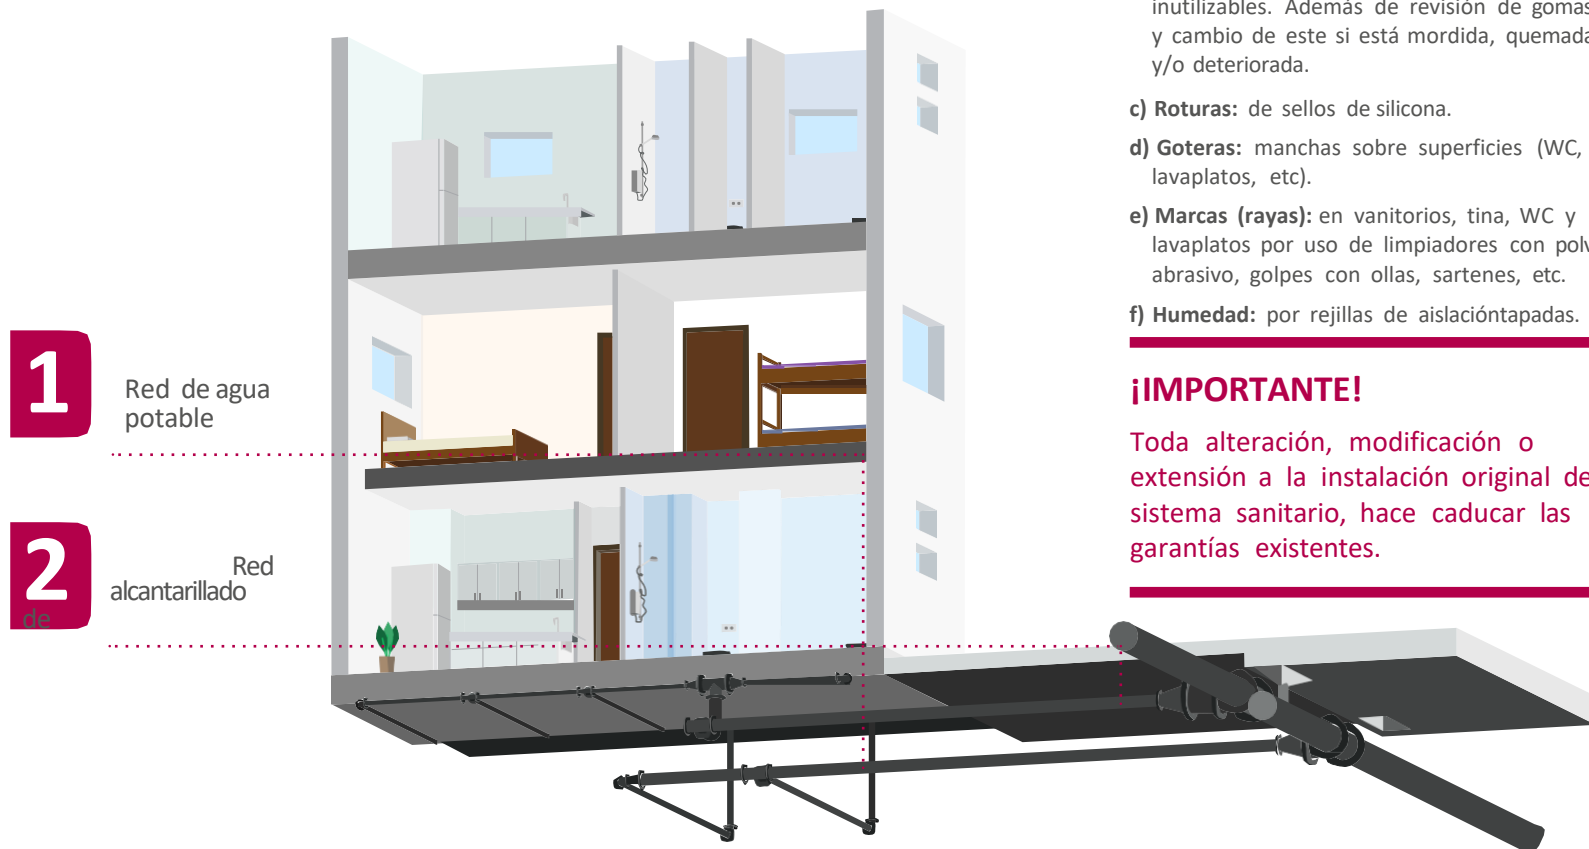 1
Red de agua
potable
2
Red
alcantarillado
de
inutilizables. Además de revisión de gomas
y cambio de este si está mordida, quemada
y/o deteriorada.
c) Roturas: de sellos de silicona.
d) Goteras: manchas sobre superficies (WC,
lavaplatos, etc).
e) Marcas (rayas): en vanitorios, tina, WC y
lavaplatos por uso de limpiadores con polv
abrasivo, golpes con ollas, sartenes, etc.
f) Humedad: por rejillas de aislacióntapadas.
¡IMPORTANTE!
Toda alteración, modificación o
extensión a la instalación original de
sistema sanitario, hace caducar las
garantías existentes.